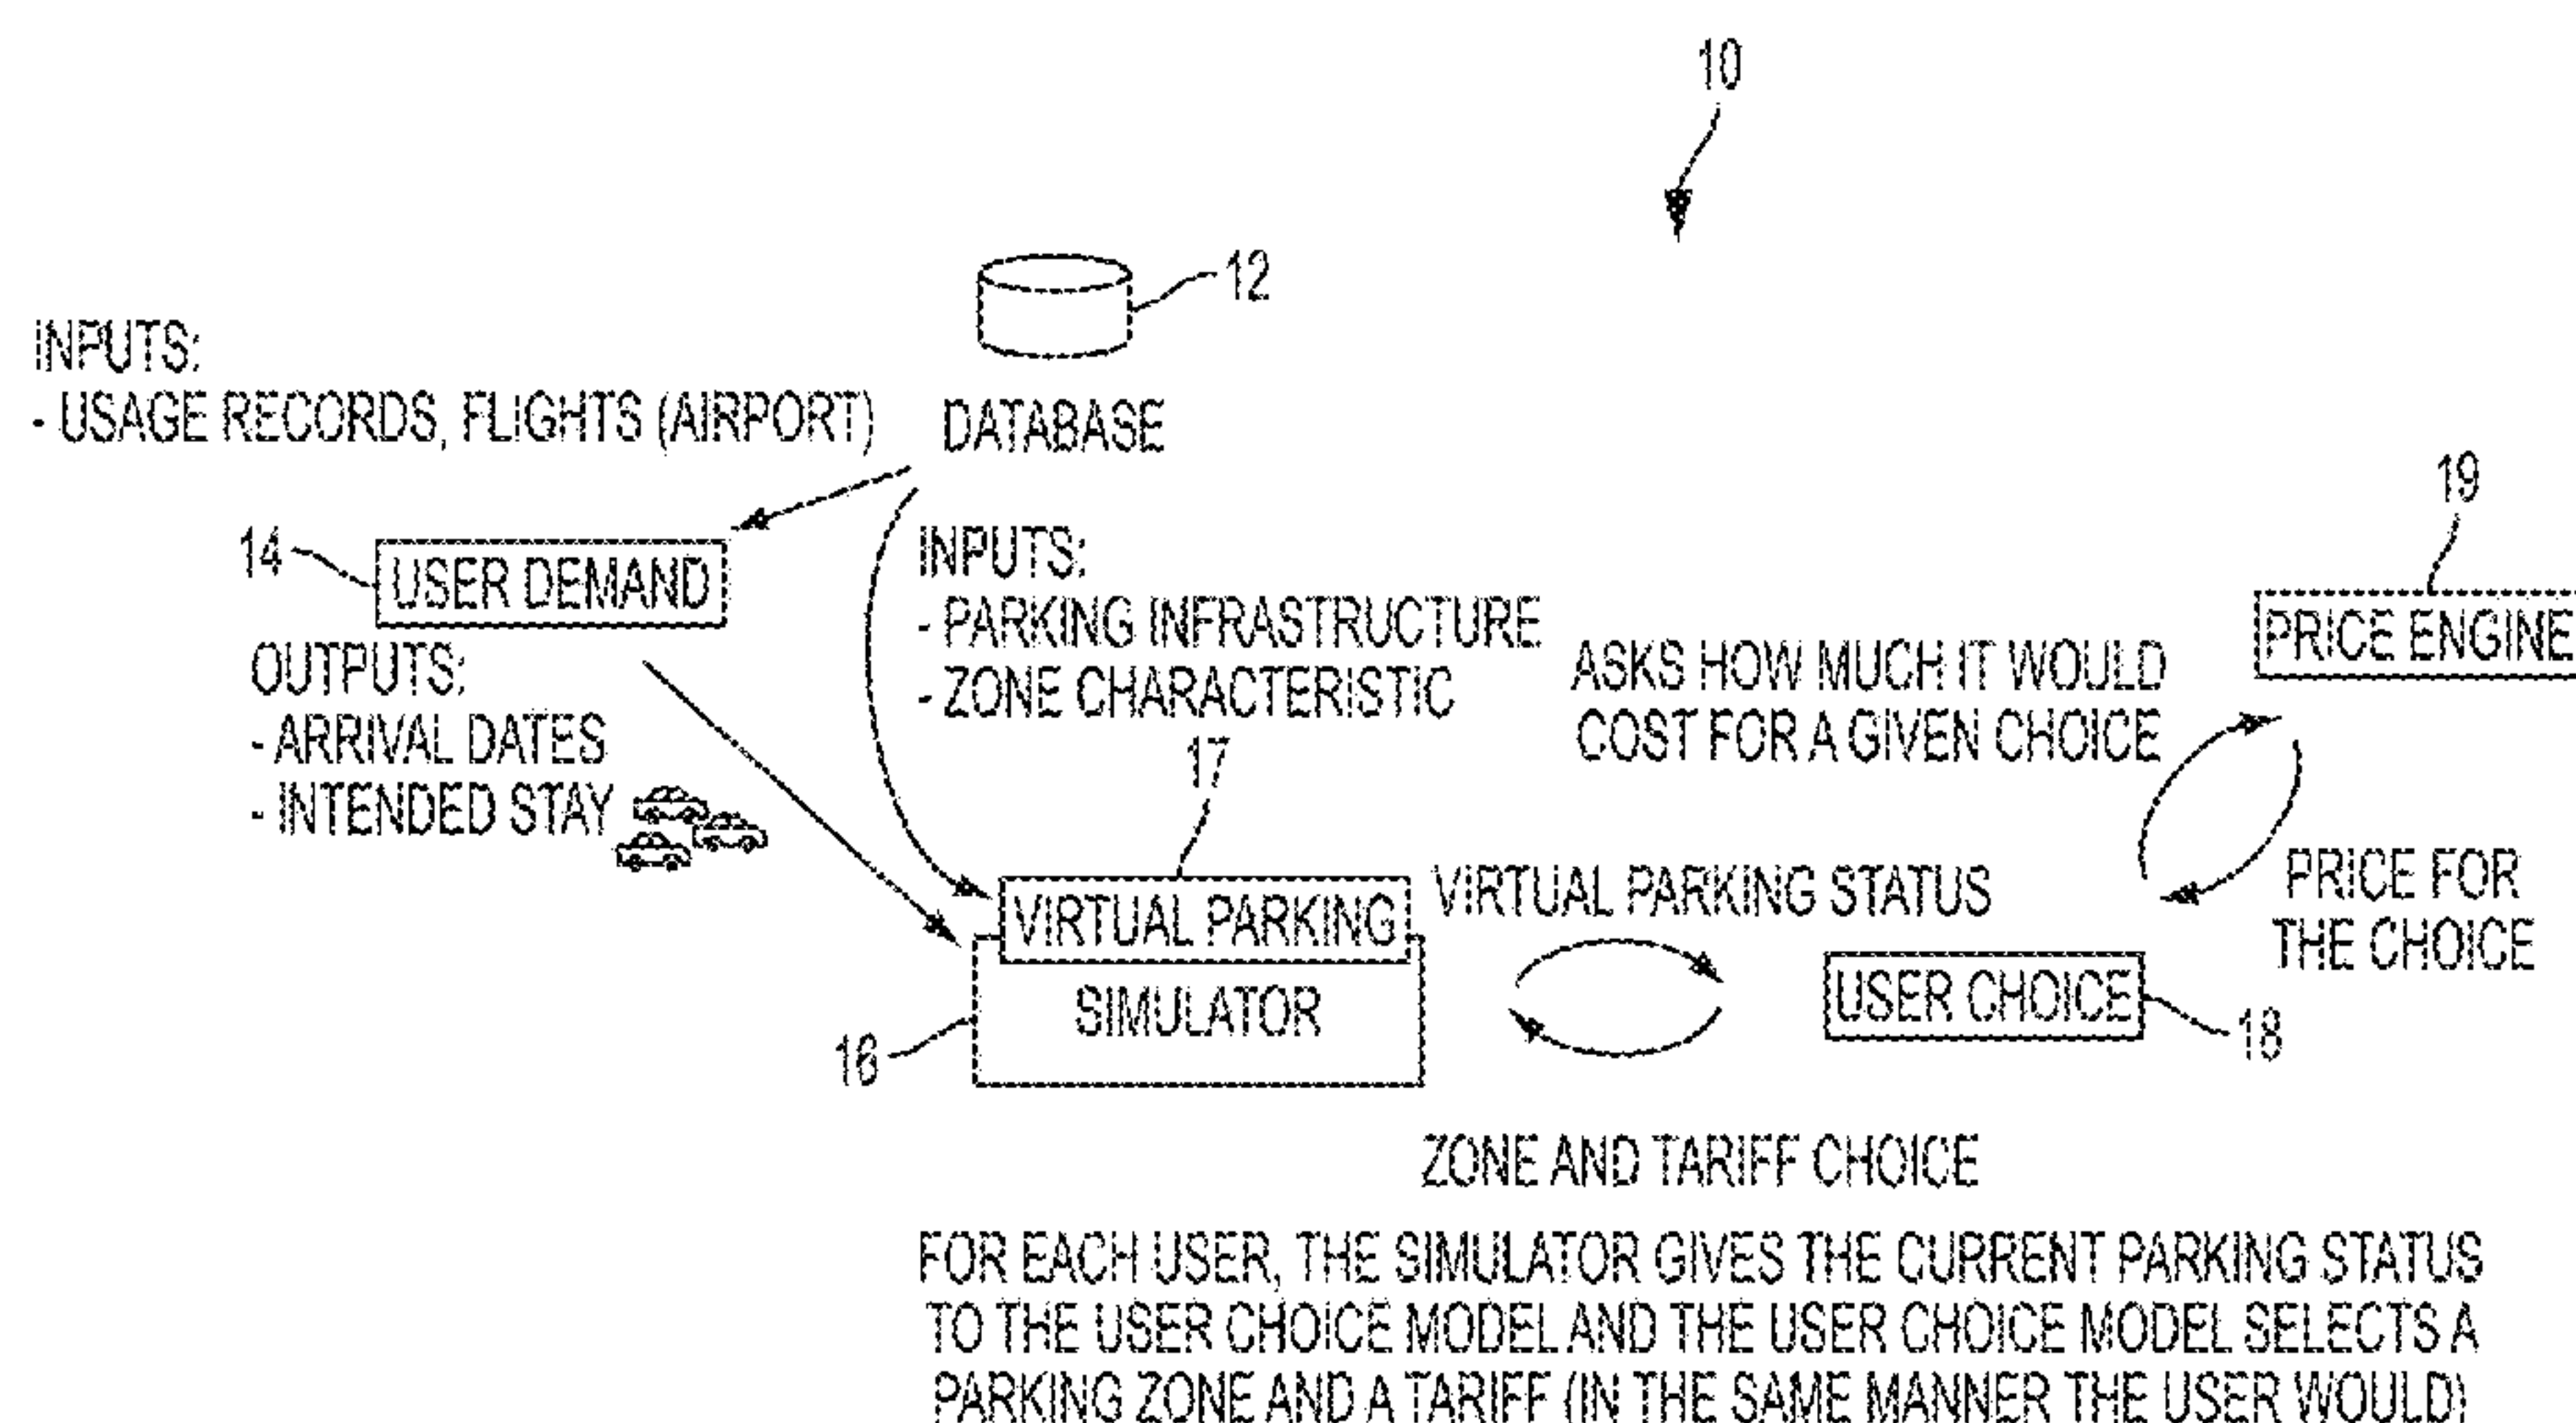 10
12
INPUTS:
- USAGE RECORDS, FLIGHTS (AIRPORT)
DATABASE
19
14
USER DEMAND
INPUTS:
- PARKING INFRASTRUCTURE
- ZONE CHARACTERISTIC
PRICE ENGINE
OUTPUTS:
- ARRIVAL DATES
- INTENDED STAY
ASKS HOW MUCH IT WOULD
COST FOR A GIVEN CHOICE
17
VIRTUAL PARKING
VIRTUAL PARKING STATUS
PRICE FOR
THE CHOICE
SIMULATOR
USER CHOICE
16
18
ZONE AND TARIFF CHOICE
FOR EACH USER, THE SIMULATOR GIVES THE CURRENT PARKING STATUS
TO THE USER CHOICE MODEL AND THE USER CHOICE MODEL SELECTS A
PARKING ZONE AND A TARIFF (IN THE SAME MANNER THE USER WOULD)